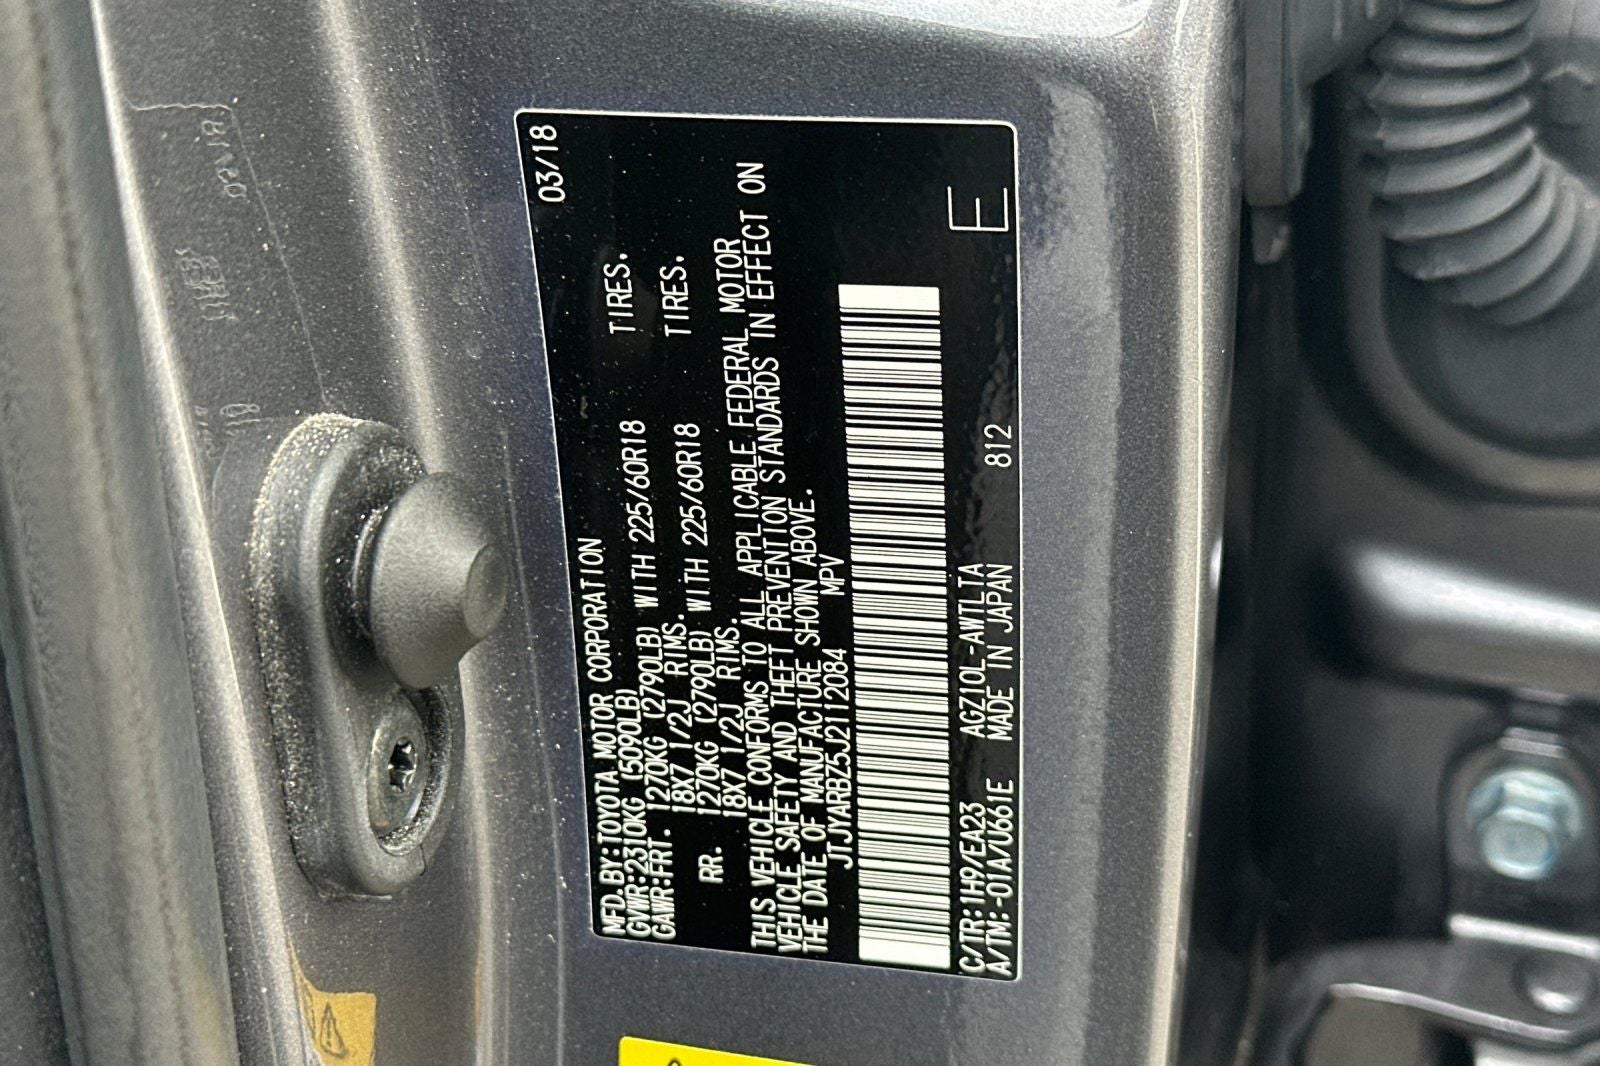 03/18
MFD.BY:TOYOTA MOTOR CORPORATION
GVWR:2310KG (5090LB)
GAWR:FRT. 1270KG (2790LB) WITH 225/60R18 TIRES.
18X7 1/2J RIMS.
RR. 1270KG (2790LB) WITH 225/60R18 TIRES.
18X7 1/2J RIMS.
THIS VEHICLE CONFORMS TO ALL APPLICABLE FEDERAL MOTOR
VEHICLE SAFETY AND THEFT PREVENTION STANDARDS IN EFFECT ON
THE DATE OF MANUFACTURE SHOWN ABOVE.
JTJYARBZ5J2112084 MPV
C/TR:1H9/EA23 AGZ10L-AWTLTA
A/TM:-01A/U661E MADE IN JAPAN 812
E